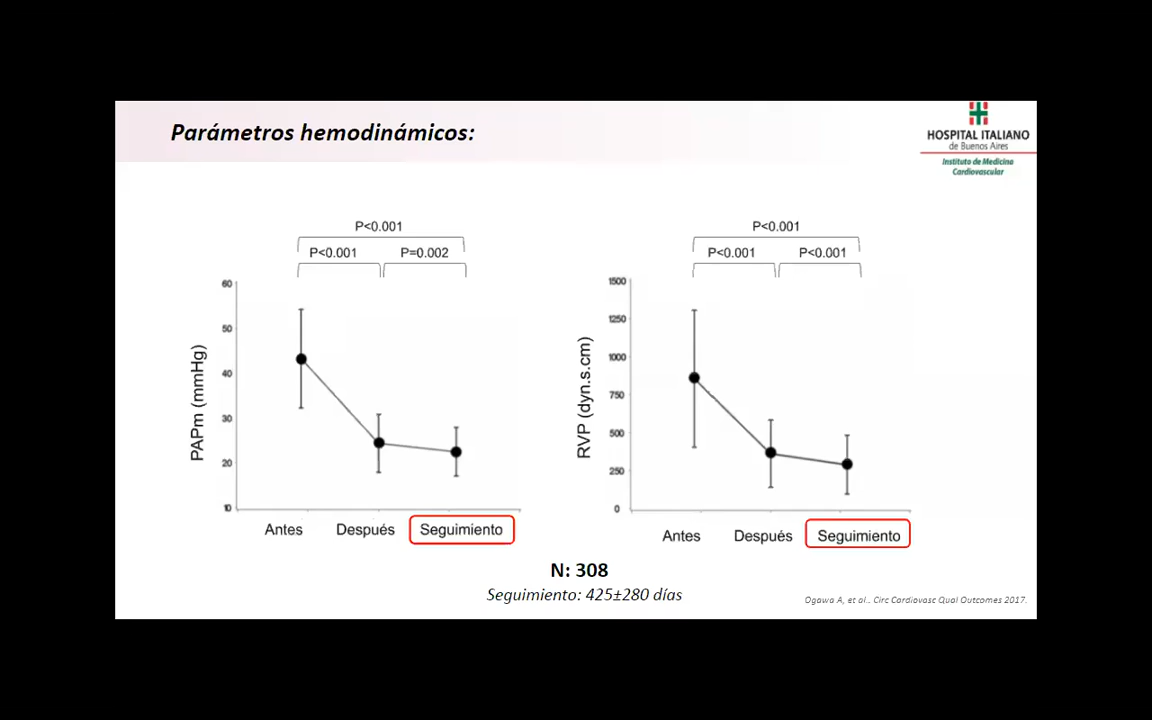 Parámetros hemodinámicos:
HOSPITAL ITALIANO
de Buenos Aires
Instituto de Medicina
Cardiovascular
P<0.001
P<0.001
P=0.002
60
50
40
30
20
10
PAPm (mmHg)
Antes
Después
Seguimiento
P<0.001
P<0.001
P<0.001
1500
1250
1000
750
500
250
0
RVP (dyn.s.cm)
Antes
Después
Seguimiento
N: 308
Seguimiento: 425±280 días
Ogawa A, et al.. Circ Cardiovasc Qual Outcomes 2017.